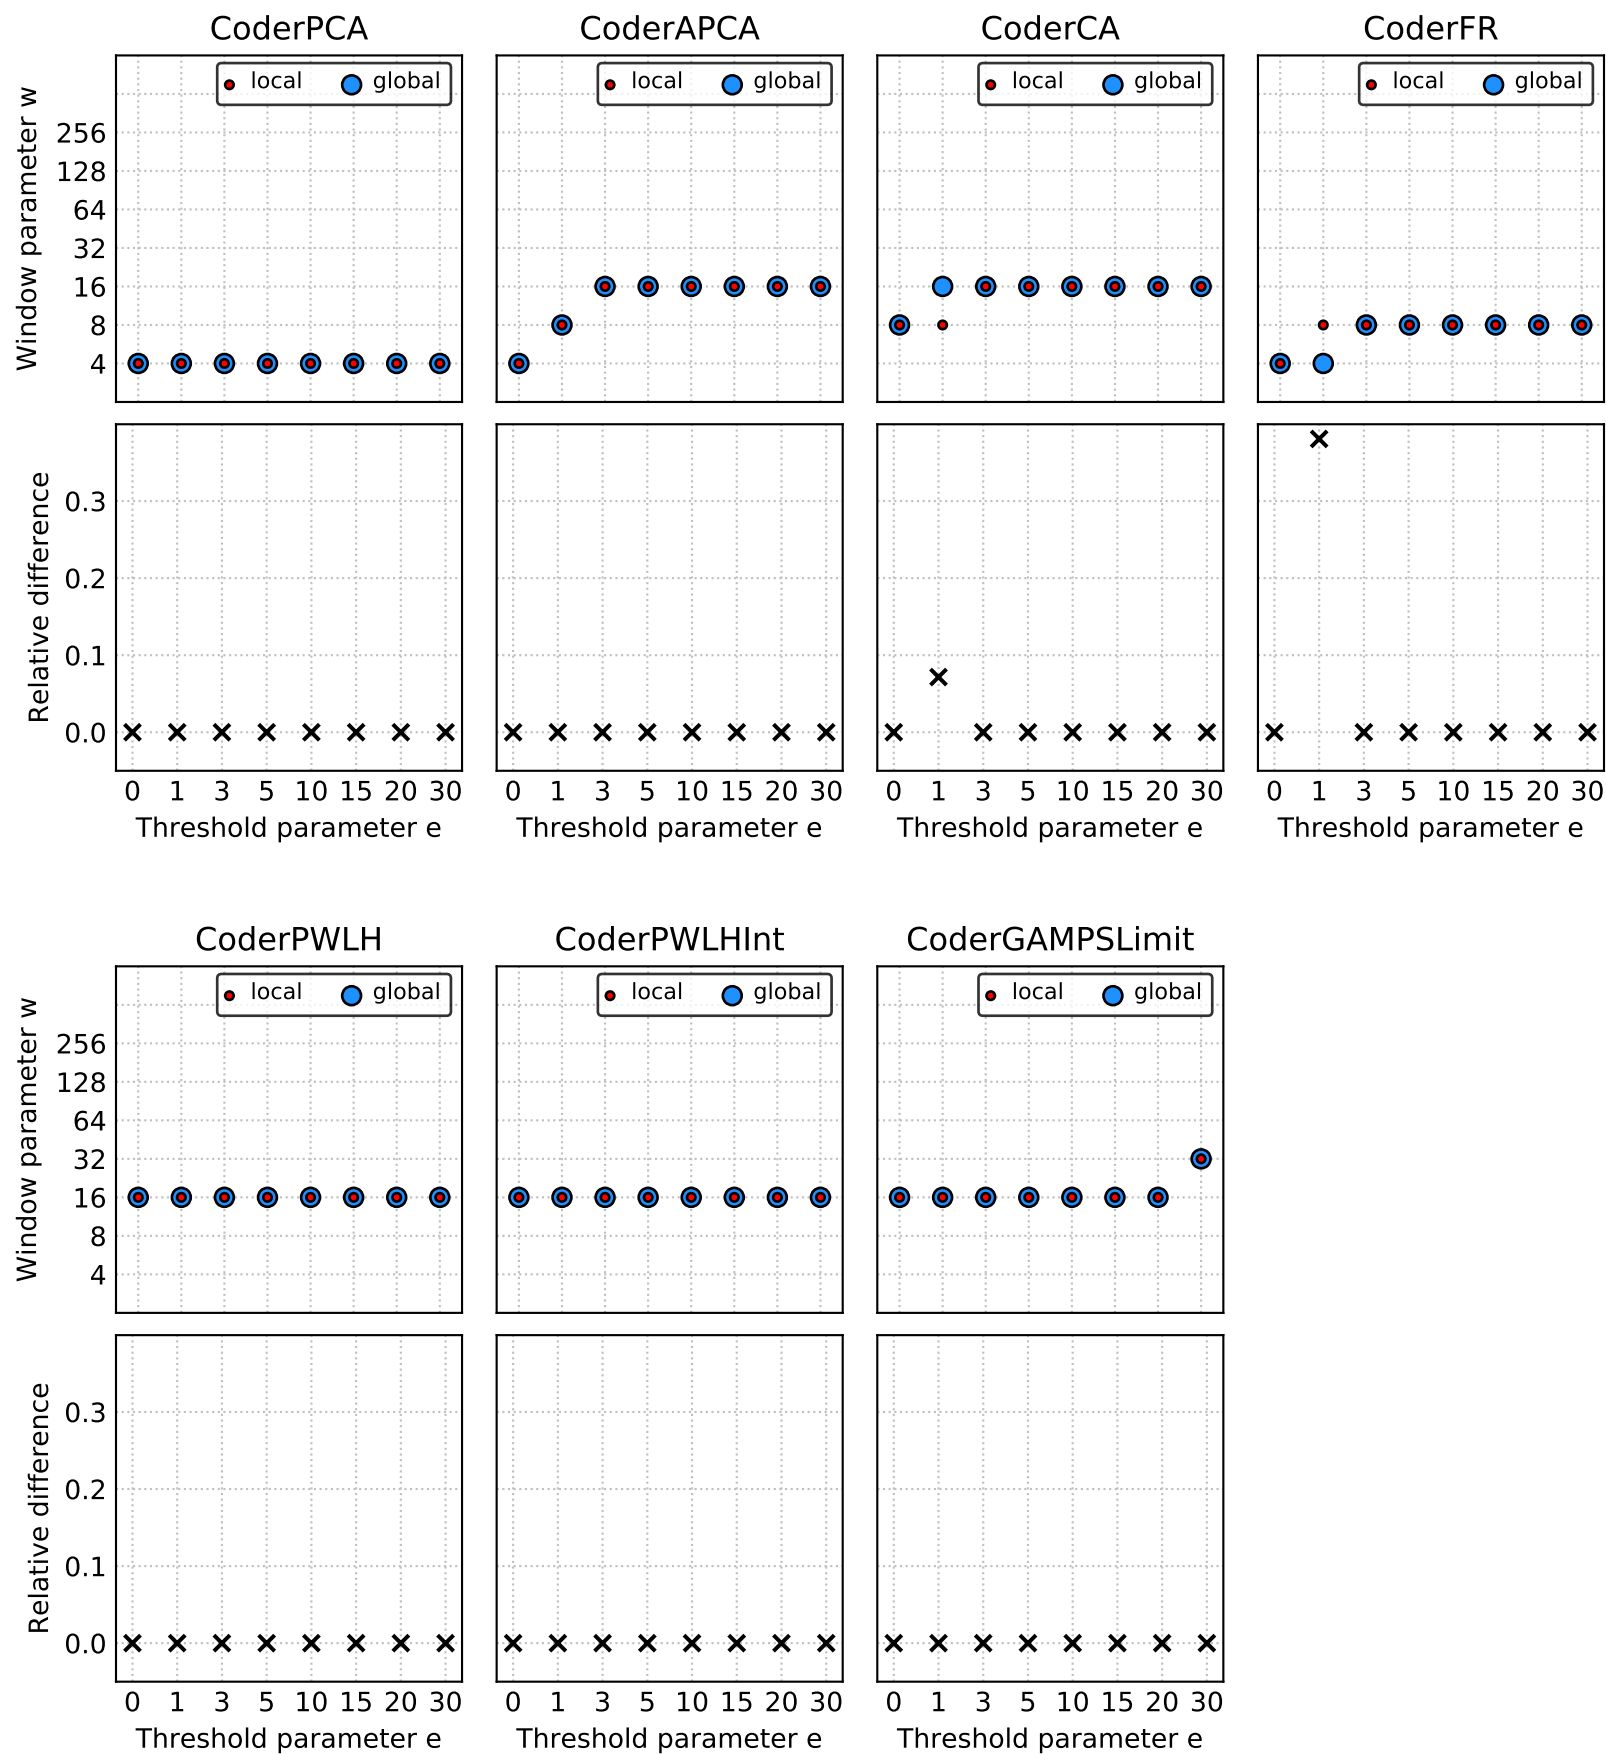 CoderPCA CoderAPCA CoderCA CoderFR
local global local global local global local global
Window parameter w
256
128
64
32
16
8
4
Relative difference
0.3
0.2
0.1
0.0
0 1 3 5 10 15 20 30 0 1 3 5 10 15 20 30 0 1 3 5 10 15 20 30 0 1 3 5 10 15 20 30
Threshold parameter e Threshold parameter e Threshold parameter e Threshold parameter e
CoderPWLH CoderPWLHInt CoderGAMPSLimit
local global local global local global
Window parameter w
256
128
64
32
16
8
4
Relative difference
0.3
0.2
0.1
0.0
0 1 3 5 10 15 20 30 0 1 3 5 10 15 20 30 0 1 3 5 10 15 20 30
Threshold parameter e Threshold parameter e Threshold parameter e